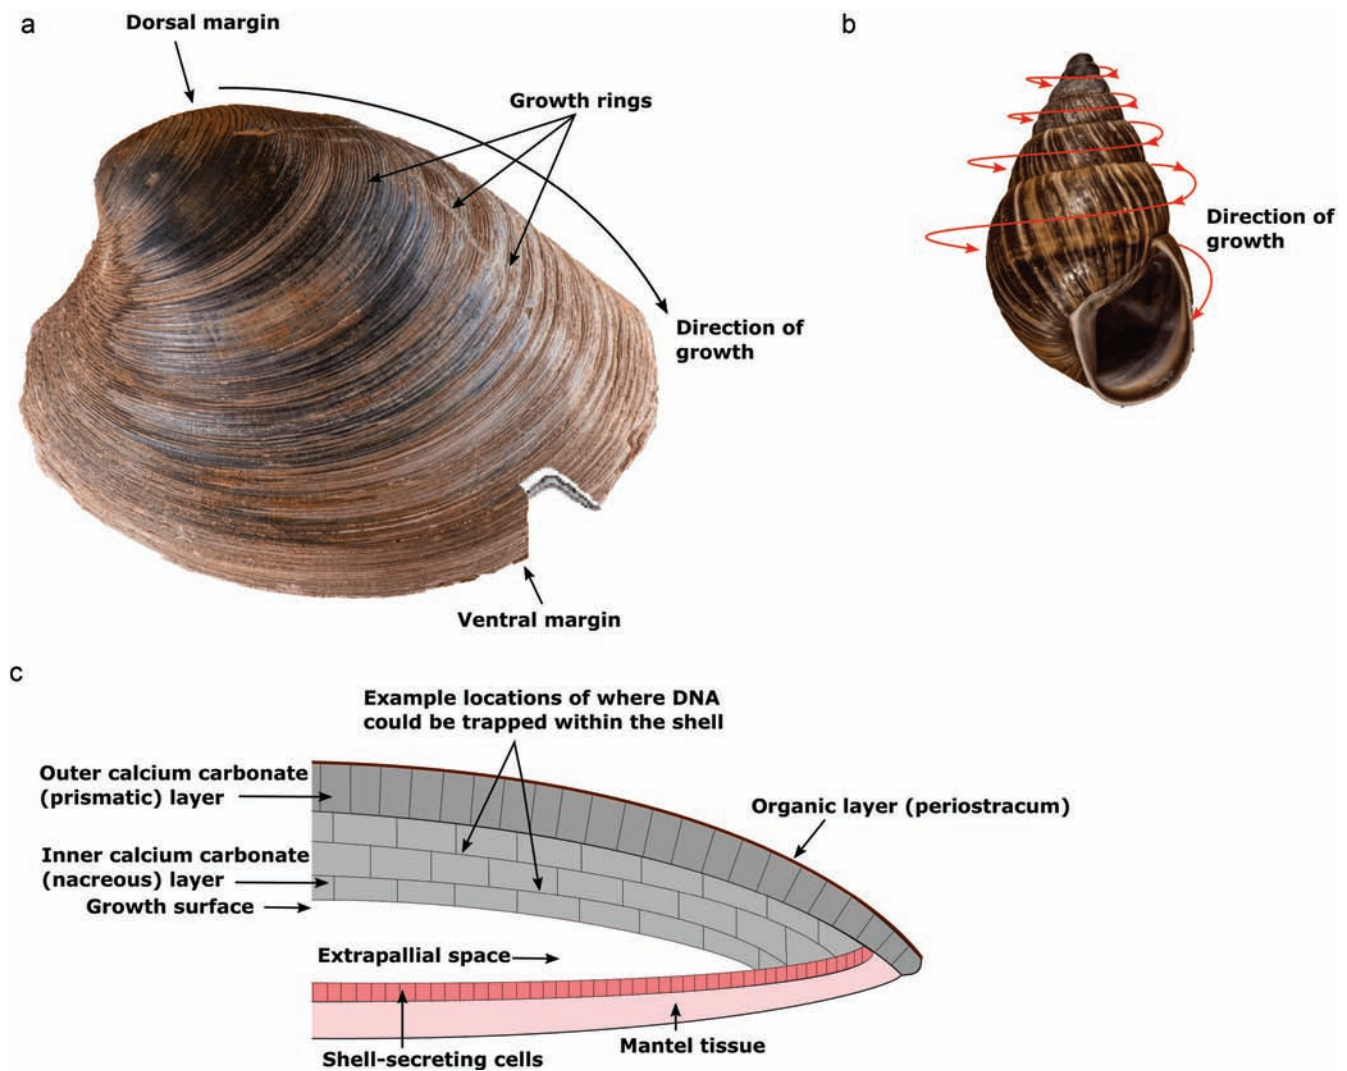 a
Dorsal margin
Growth rings
Direction of
growth
Ventral margin
b
Direction of
growth
c
Example locations of where DNA
could be trapped within the shell
Outer calcium carbonate
(prismatic) layer
Organic layer (periostracum)
Inner calcium carbonate
(nacreous) layer
Growth surface
Extrapallial space
Mantel tissue
Shell-secreting cells